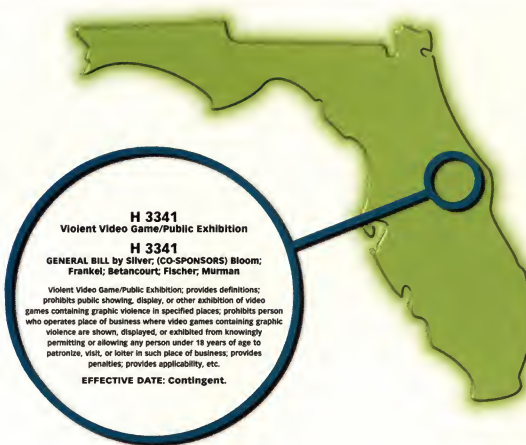 H 3341
Violent Video Game/Public Exhibition
H 3341
GENERAL BILL by Silver; (CO-SPONSORS) Bloom;
Frankel; Betancourt; Fischer; Murman
Violent Video Game/Public Exhibition; provides definitions;
prohibits public showing, display, or other exhibition of video
games containing graphic violence in specified places; prohibits person
who operates place of business where video games containing graphic
violence are shown, displayed, or exhibited from knowingly
permitting or allowing any person under 18 years of age to
patronize, visit, or loiter in such place of business; provides
penalties; provides applicability, etc.
EFFECTIVE DATE: Contingent.